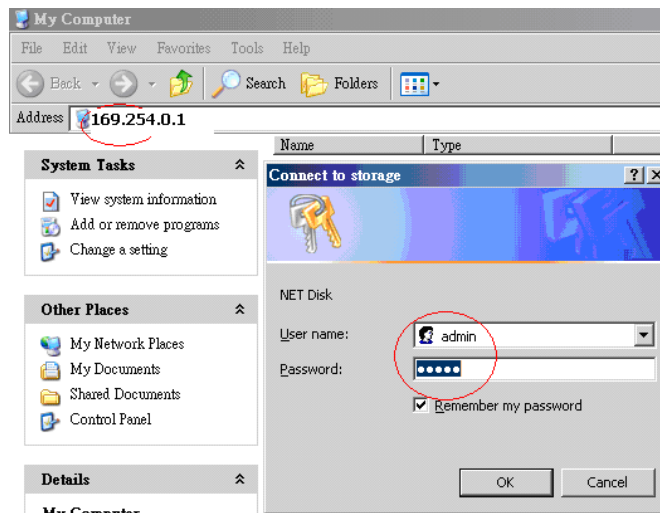 My Computer
File Edit View Favorites Tools Help
Back Search Folders
Address 169.254.0.1
Name Type
System Tasks
View system information
Add or remove programs
Change a setting
Connect to storage
NET Disk
User name: admin
Password: •••••
Remember my password
OK Cancel
Other Places
My Network Places
My Documents
Shared Documents
Control Panel
Details
My Computer